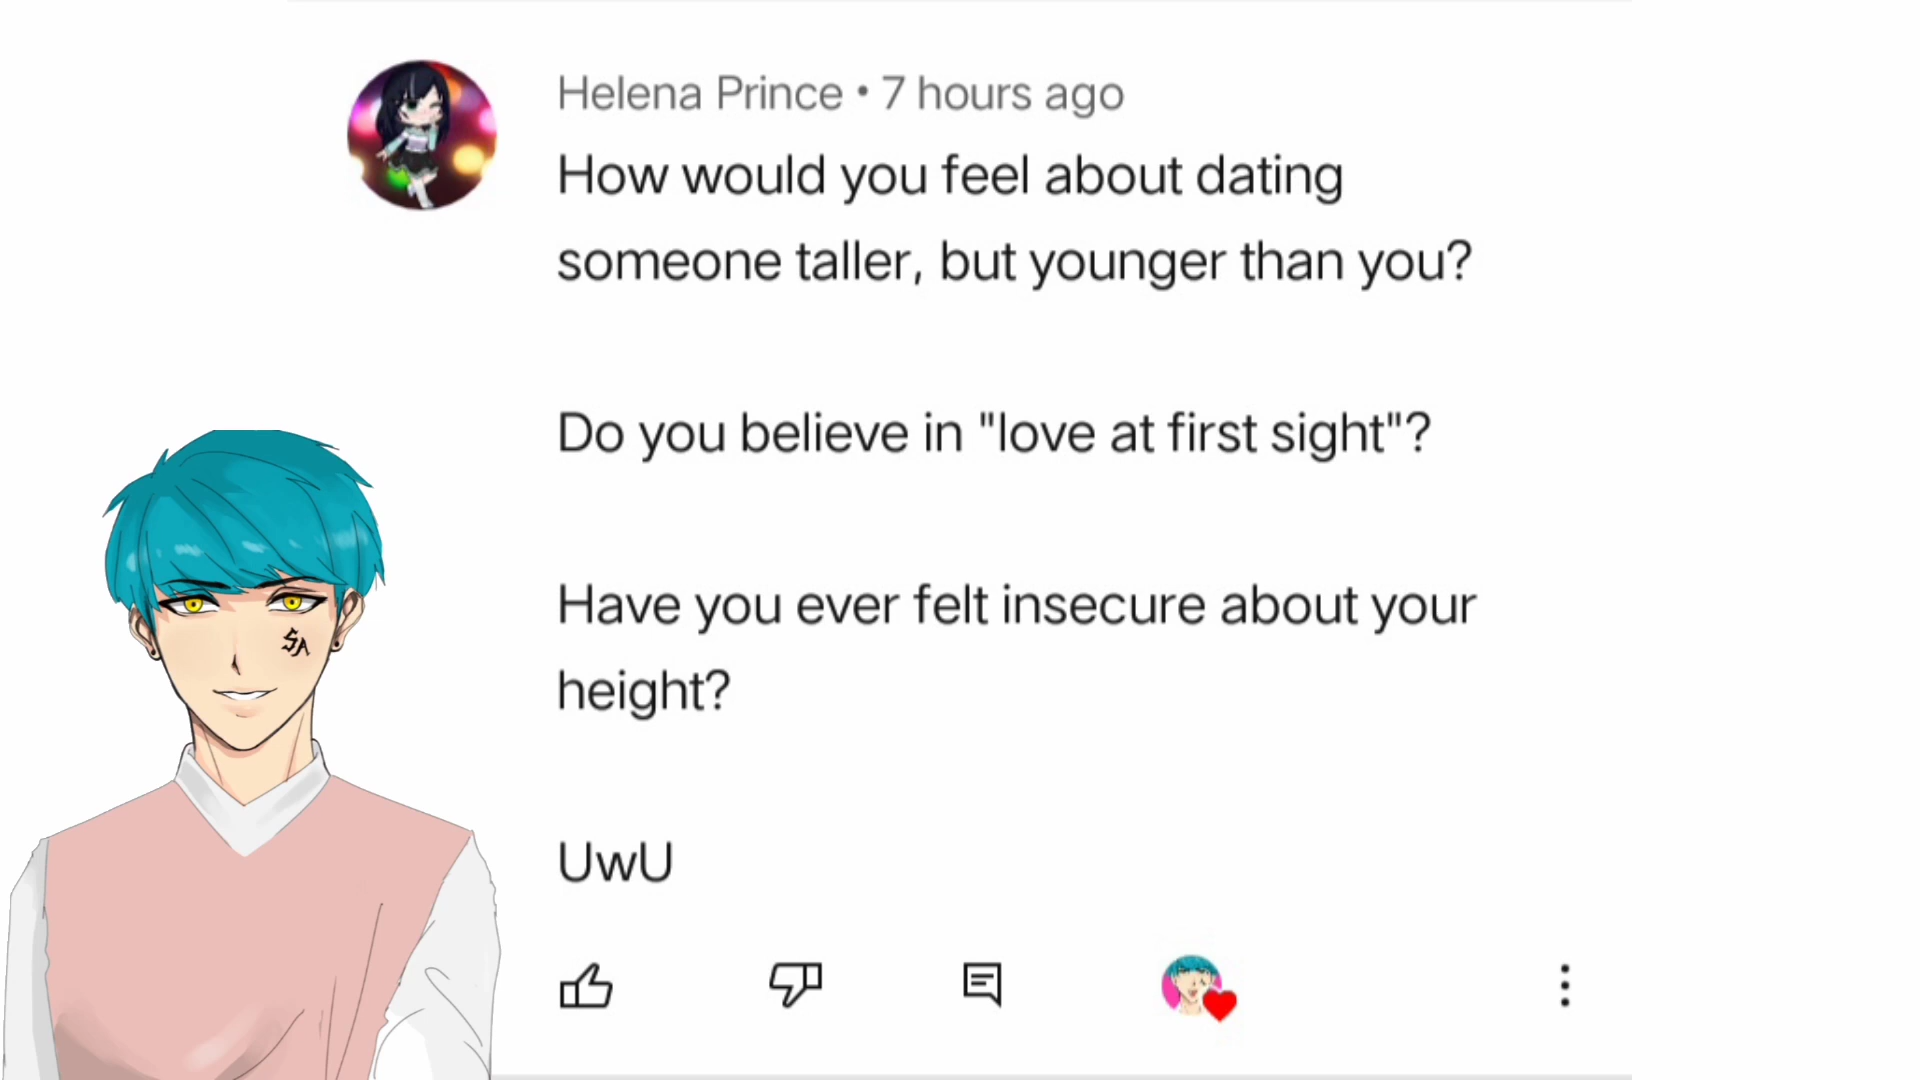 Helena Prince • 7 hours ago
How would you feel about dating
someone taller, but younger than you?
Do you believe in "love at first sight"?
Have you ever felt insecure about your
height?
UwU
SA